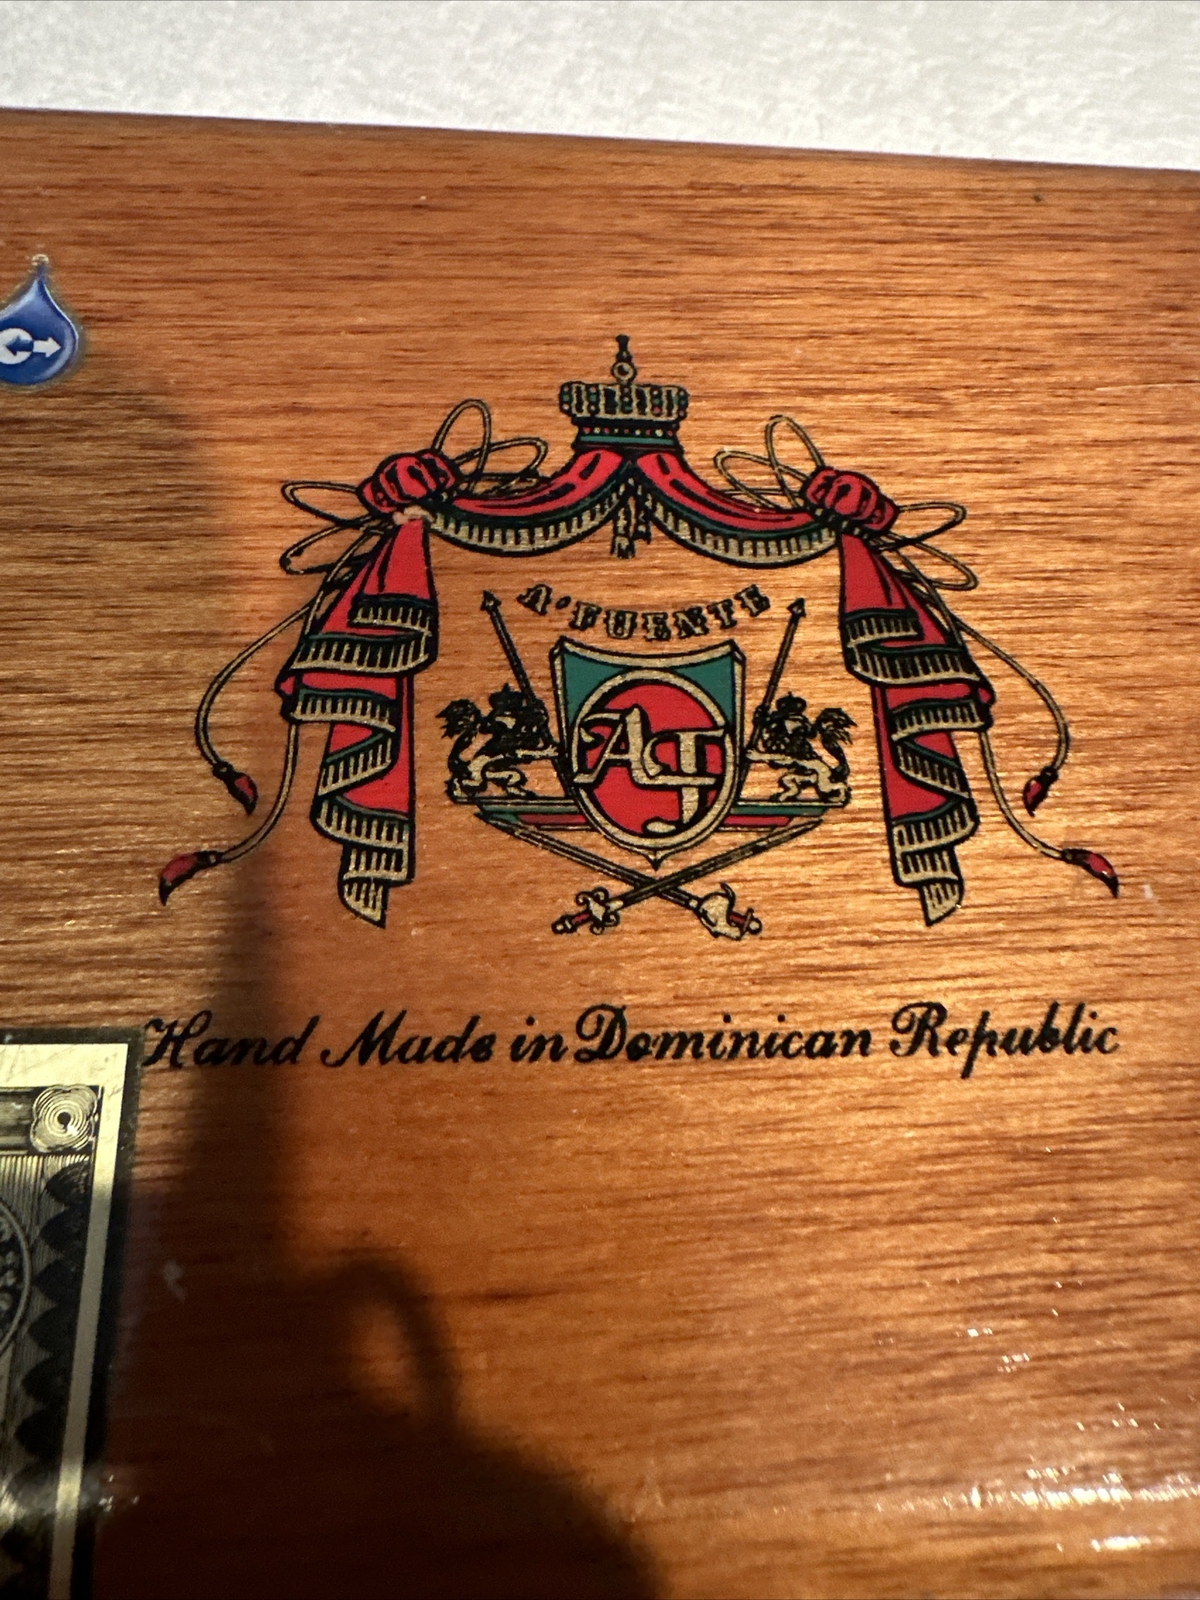 A·FUENTE
AF
Hand Made in Dominican Republic